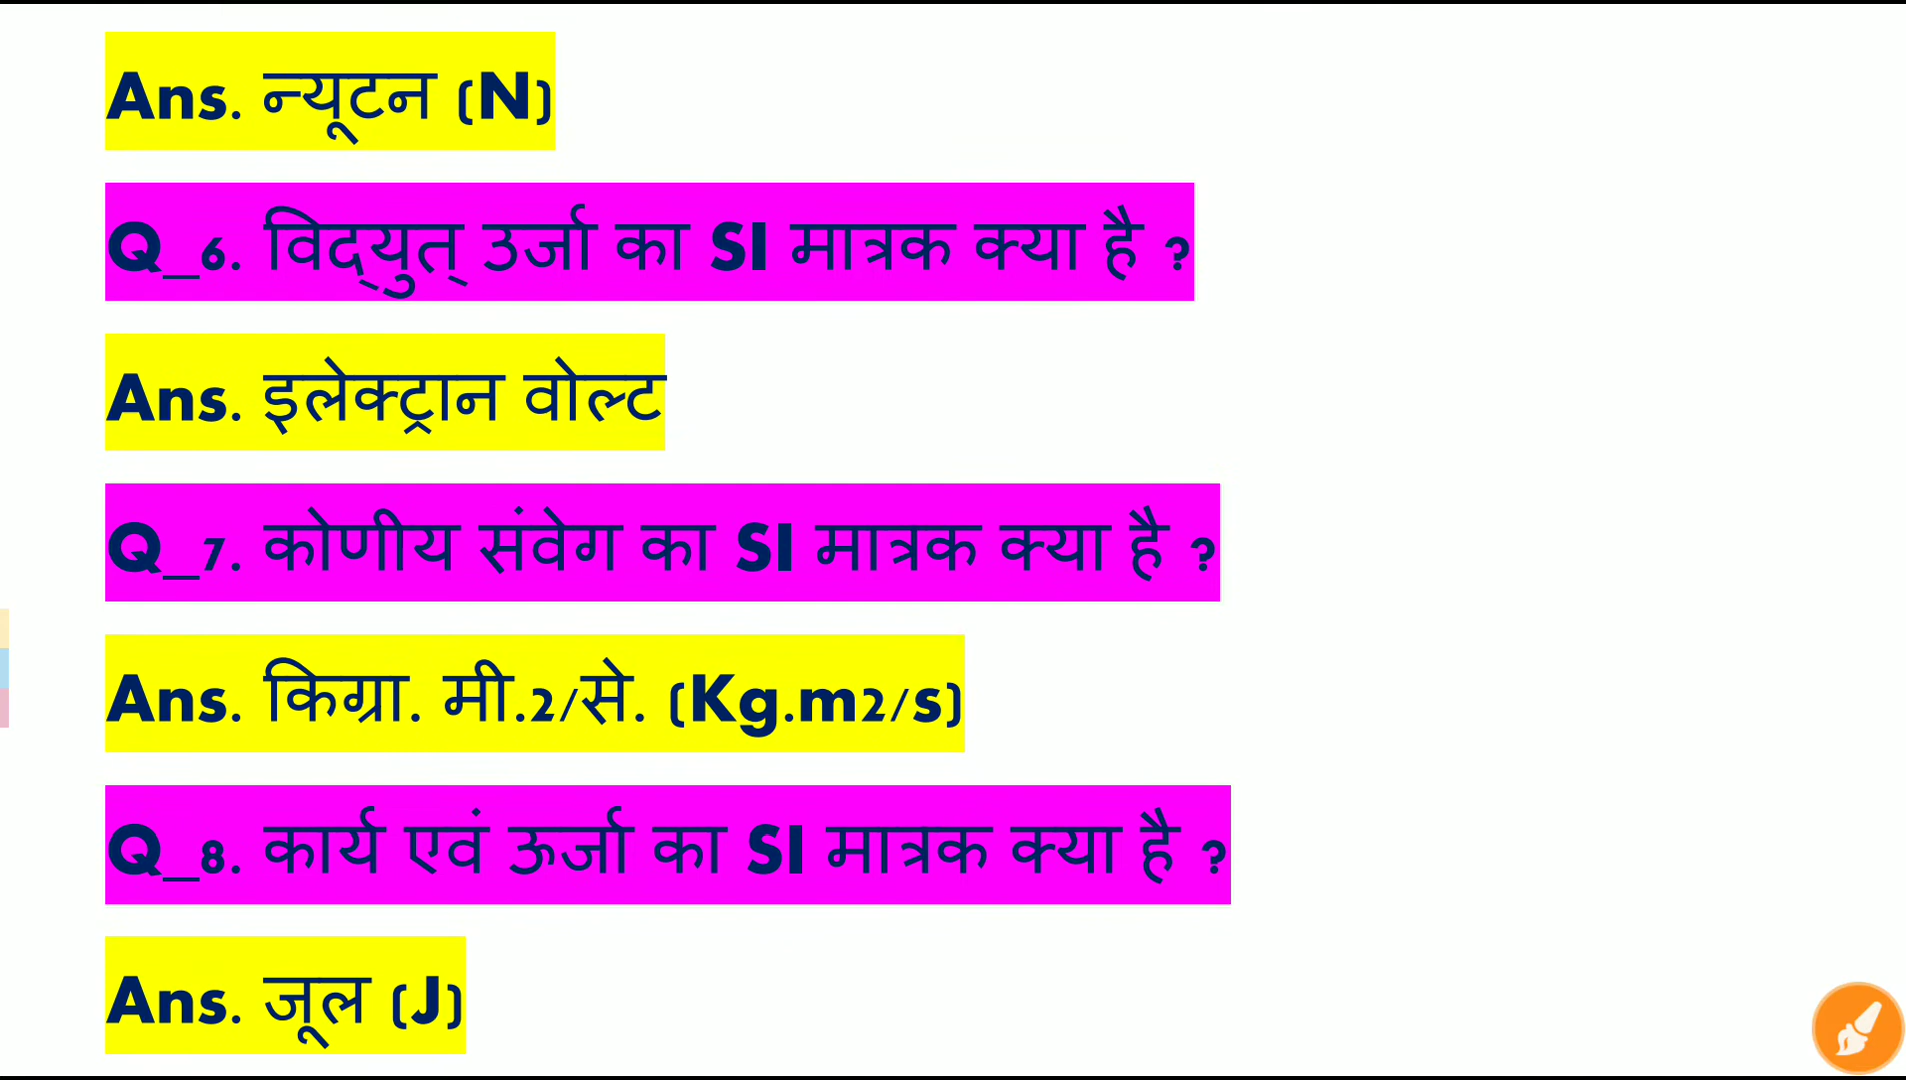 Ans. न्यूटन (N)
Q_6. विद्युत् उर्जा का SI मात्रक क्या है ?
Ans. इलेक्ट्रान वोल्ट
Q_7. कोणीय संवेग का SI मात्रक क्या है ?
Ans. किग्रा. मी.2/से. (Kg.m2/s)
Q_8. कार्य एवं ऊर्जा का SI मात्रक क्या है ?
Ans. जूल (J)